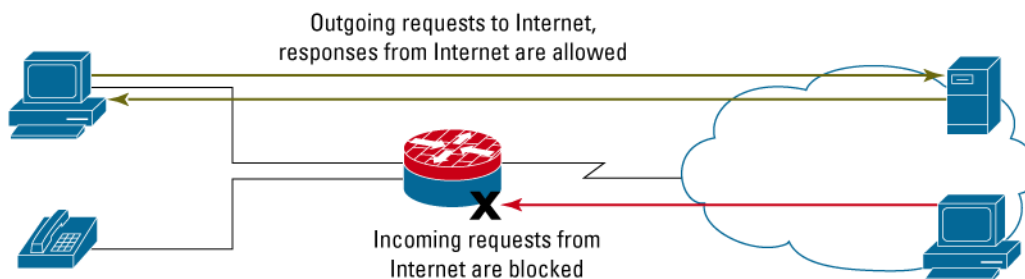 Outgoing requests to Internet,
responses from Internet are allowed
Incoming requests from
Internet are blocked